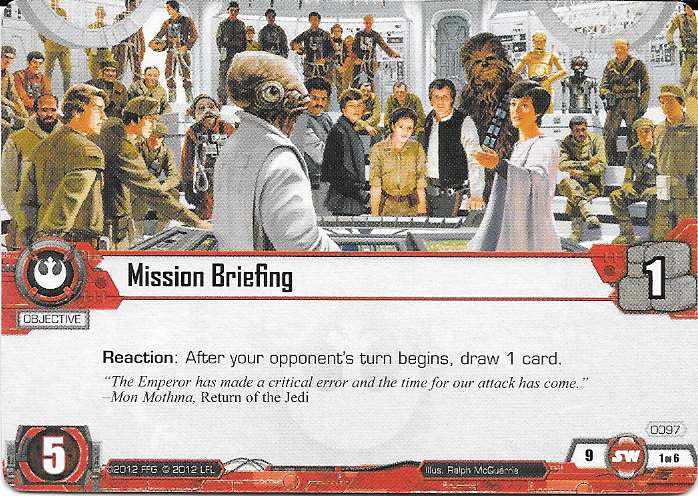 Mission Briefing
1
OBJECTIVE
Reaction: After your opponent's turn begins, draw 1 card.
“The Emperor has made a critical error and the time for our attack has come.”
–Mon Mothma, Return of the Jedi
0097
5
©2012 FFG © 2012 LFL
Illus. Ralph McQuarrie
9
SW
1 OF 6